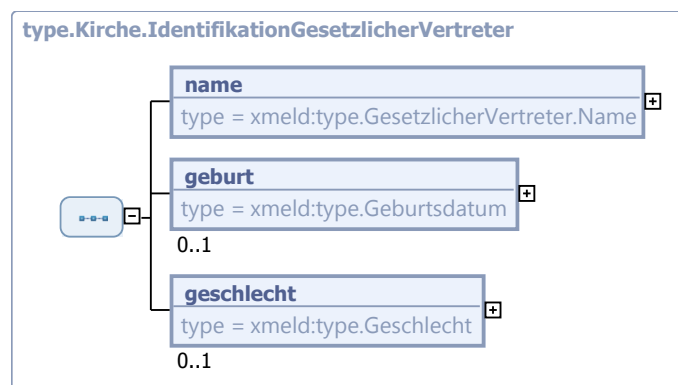 type.Kirche.IdentifikationGesetzlicherVertreter
name
type = xmeld:type.GesetzlicherVertreter.Name
geburt
type = xmeld:type.Geburtsdatum
0..1
geschlecht
type = xmeld:type.Geschlecht
0..1